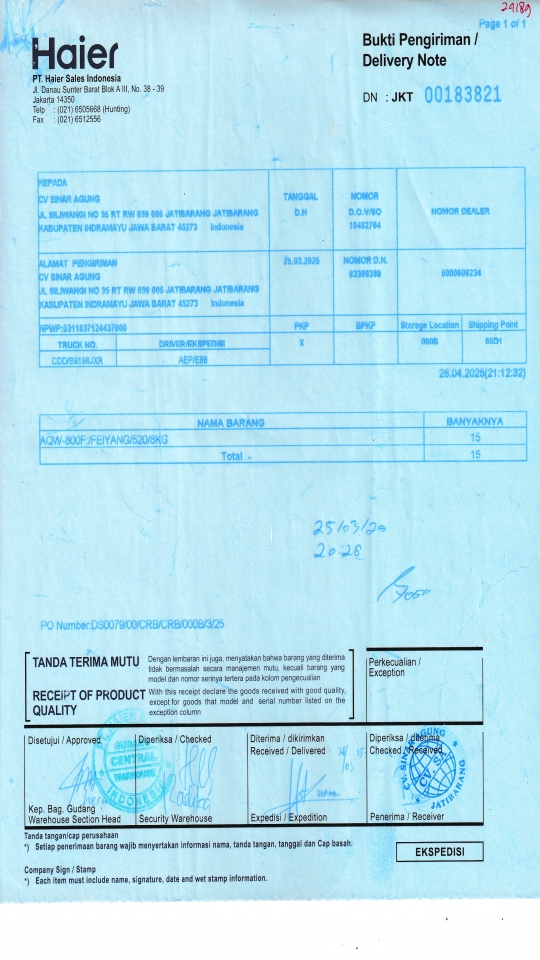 24189
Page 1 of 1
Haier
Bukti Pengiriman /
Delivery Note
PT. Haier Sales Indonesia
Jl. Danau Sunter Barat Blok A III, No. 38 - 39
Jakarta 14350
Telp : (021) 6505668 (Hunting)
Fax : (021) 6512556
DN : JKT 00183821
KEPADA
CV SINAR AGUNG
JL SILIWANGI NO 35 RT RW 039 005 JATIBARANG JATIBARANG
KABUPATEN INDRAMAYU JAWA BARAT 45273 Indonesia
TANGGAL
D.H
NOMOR
D.O.V/SO
10482764
NOMOR DEALER
ALAMAT PENGIRIMAN
CV SINAR AGUNG
JL SILIWANGI NO 35 RT RW 039 005 JATIBARANG JATIBARANG
KABUPATEN INDRAMAYU JAWA BARAT 45273 Indonesia
25.03.2025
NOMOR D.N.
83389389
0000608234
PKP
BPKP
Storege Location
Shipping Point
TRUCK NO.
DRIVER/EKSPEDISI
X
000B
65D1
CDD/B9196JXR
AEP/E86
26.04.2025(21:12:32)
NAMA BARANG
BANYAKNYA
AQW-800F:/FEIYANG/520/8KG
15
Total
15
20:28
PO Number:DS0079/00/CRB/CRB/000B/3/25
TANDA TERIMA MUTU
Dengan lembaran ini juga, menyatakan bahwa barang yang diterima
tidak bermasalah secara manajemen mutu, kecuali barang yang
model dan nomor serinya tertera pada kolom pengecualian
RECEIPT OF PRODUCT
QUALITY
With this receipt declare the goods received with good quality,
except for goods that model and serial number listed on the
exception column
Perkecualian /
Exception
Disetujui / Approved
Diperiksa / Checked
Diterima / dikirimkan
Received / Delivered
Diperiksa / diterima
Checked / Received
GUDANG
CENTRAL
WAREHOUSE
INDONESIA
CV. SINAR AGUNG
CV SA
JATIBARANG
Kep. Bag. Gudang
Warehouse Section Head
Security Warehouse
Expedisi / Expedition
Penerima / Receiver
Tanda tangan/cap perusahaan
*) Setiap penerimaan barang wajib menyertakan informasi nama, tanda tangan, tanggal dan Cap basah.
EKSPEDISI
Company Sign / Stamp
*) Each item must include name, signature, date and wet stamp information.